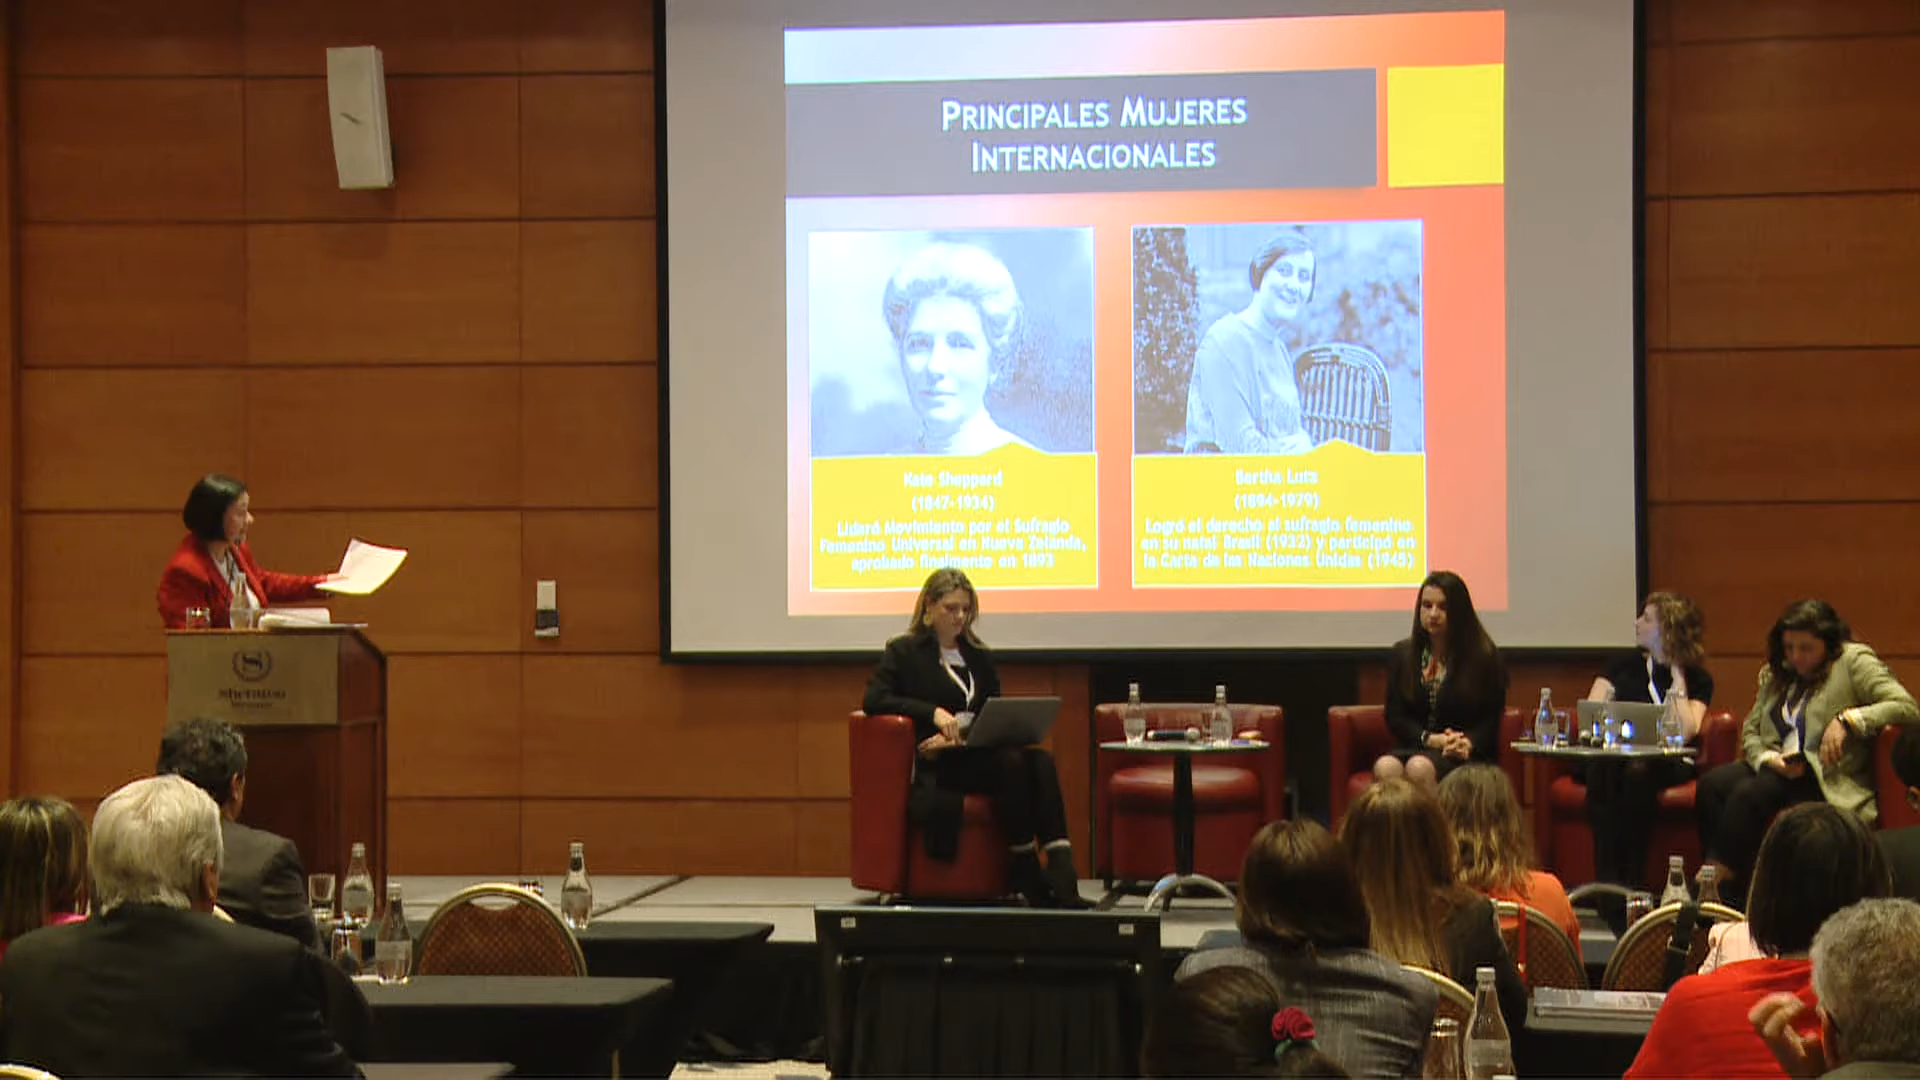 PRINCIPALES MUJERES
INTERNACIONALES
Kate Sheppard
(1847-1934)
Lideró Movimiento por el Sufragio
Femenino Universal en Nueva Zelanda,
aprobado finalmente en 1893
Bertha Lutz
(1894-1979)
Logró el derecho al sufragio femenino
en su natal Brasil (1932) y participó en
la Carta de las Naciones Unidas (1945)
S
Sheraton